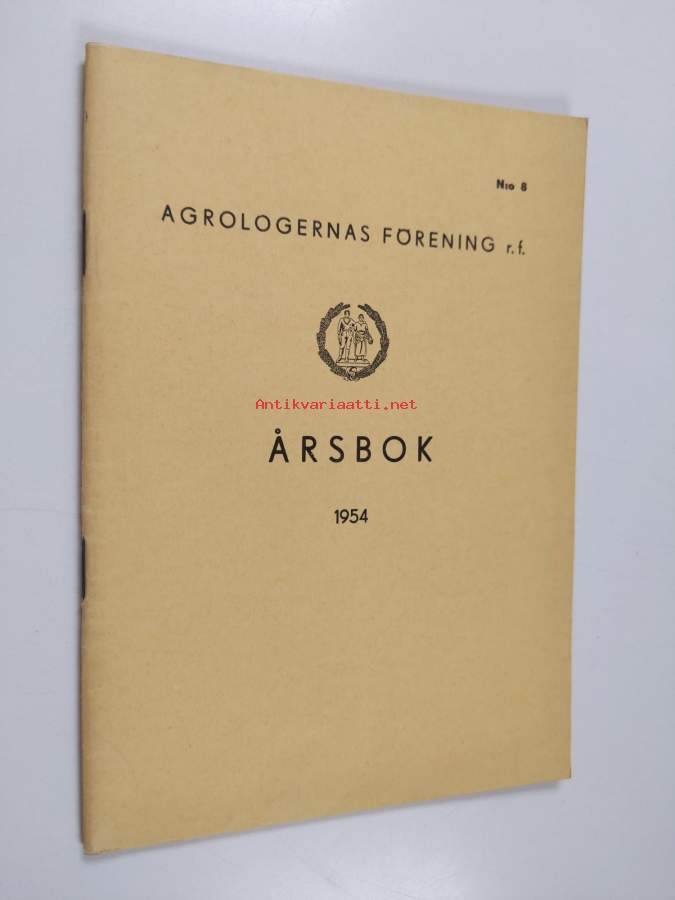 N:o 8
AGROLOGERNAS FÖRENING r.f.
Antikvariaatti.net
ÅRSBOK
1954